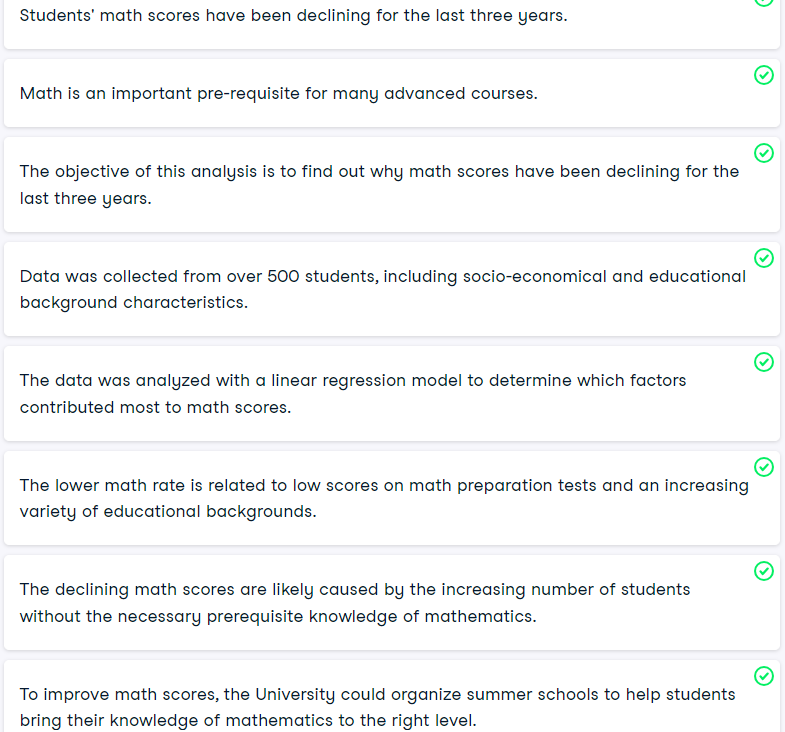 Students' math scores have been declining for the last three years.
Math is an important pre-requisite for many advanced courses.
The objective of this analysis is to find out why math scores have been declining for the
last three years.
Data was collected from over 500 students, including socio-economical and educational
background characteristics.
The data was analyzed with a linear regression model to determine which factors
contributed most to math scores.
The lower math rate is related to low scores on math preparation tests and an increasing
variety of educational backgrounds.
The declining math scores are likely caused by the increasing number of students
without the necessary prerequisite knowledge of mathematics.
To improve math scores, the University could organize summer schools to help students
bring their knowledge of mathematics to the right level.